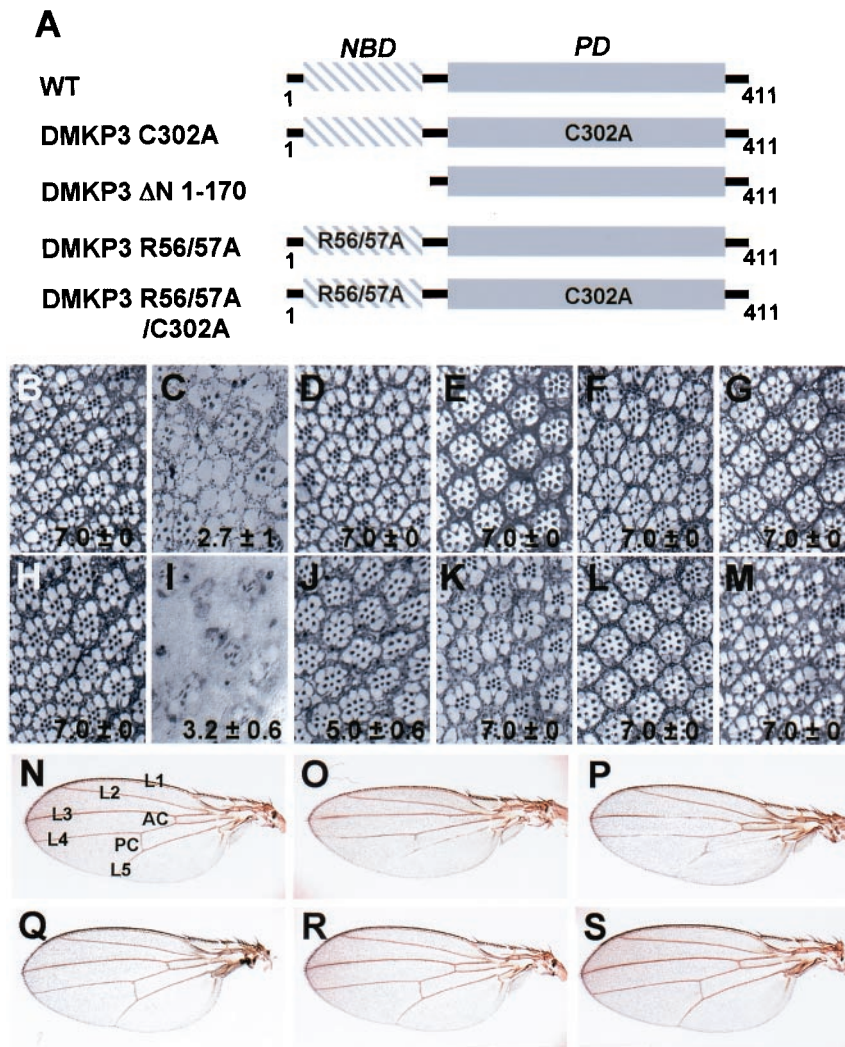 A
NBD PD
WT
1 411
DMKP3 C302A
C302A
1 411
DMKP3 ΔN 1-170
411
DMKP3 R56/57A
R56/57A
1 411
DMKP3 R56/57A
/C302A
R56/57A C302A
1 411
B C D E F G
7.0 ± 0 2.7 ± 1 7.0 ± 0 7.0 ± 0 7.0 ± 0 7.0 ± 0
H I J K L M
7.0 ± 0 3.2 ± 0.6 5.0 ± 0.6 7.0 ± 0 7.0 ± 0 7.0 ± 0
N O P
L1
L2
L3 AC
L4 PC
L5
Q R S